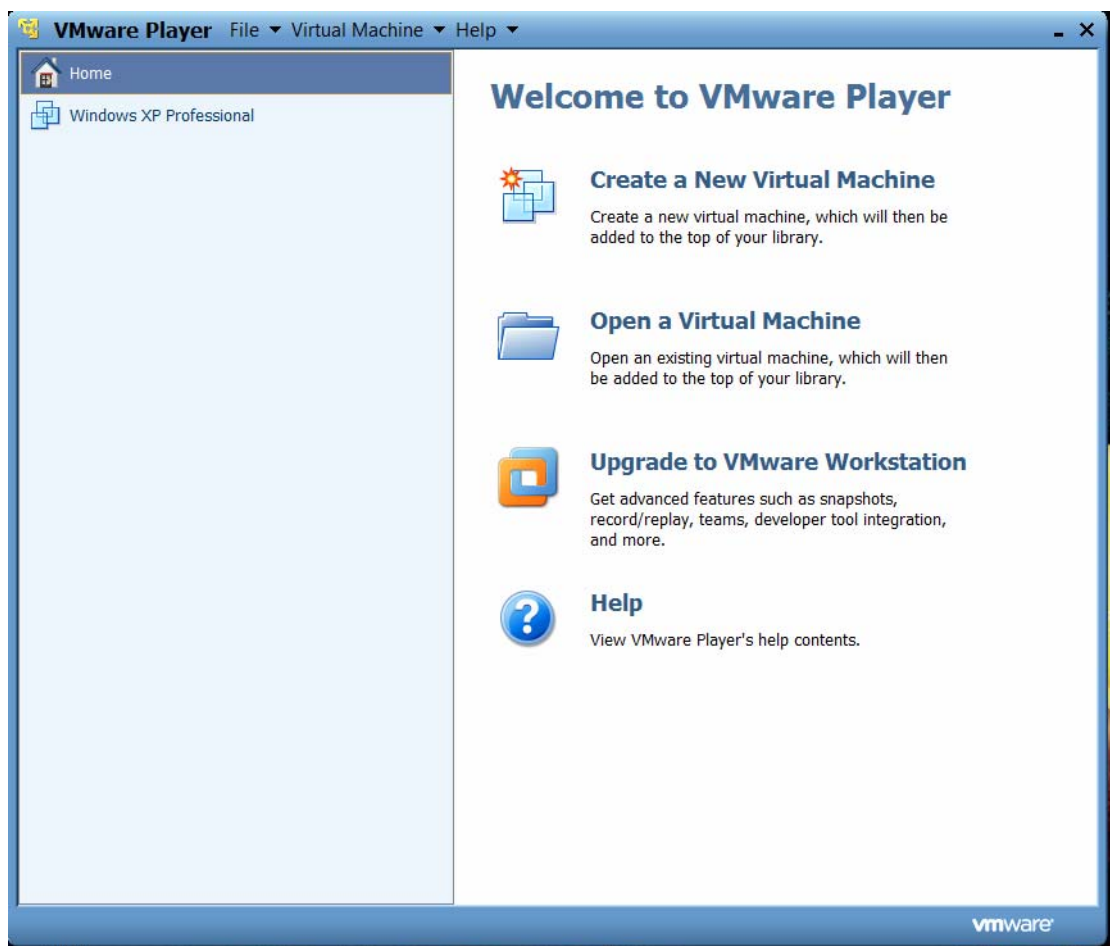 VMware Player File Virtual Machine Help
Home
Windows XP Professional
Welcome to VMware Player
Create a New Virtual Machine
Create a new virtual machine, which will then be
added to the top of your library.
Open a Virtual Machine
Open an existing virtual machine, which will then
be added to the top of your library.
Upgrade to VMware Workstation
Get advanced features such as snapshots,
record/replay, teams, developer tool integration,
and more.
Help
View VMware Player's help contents.
vmware